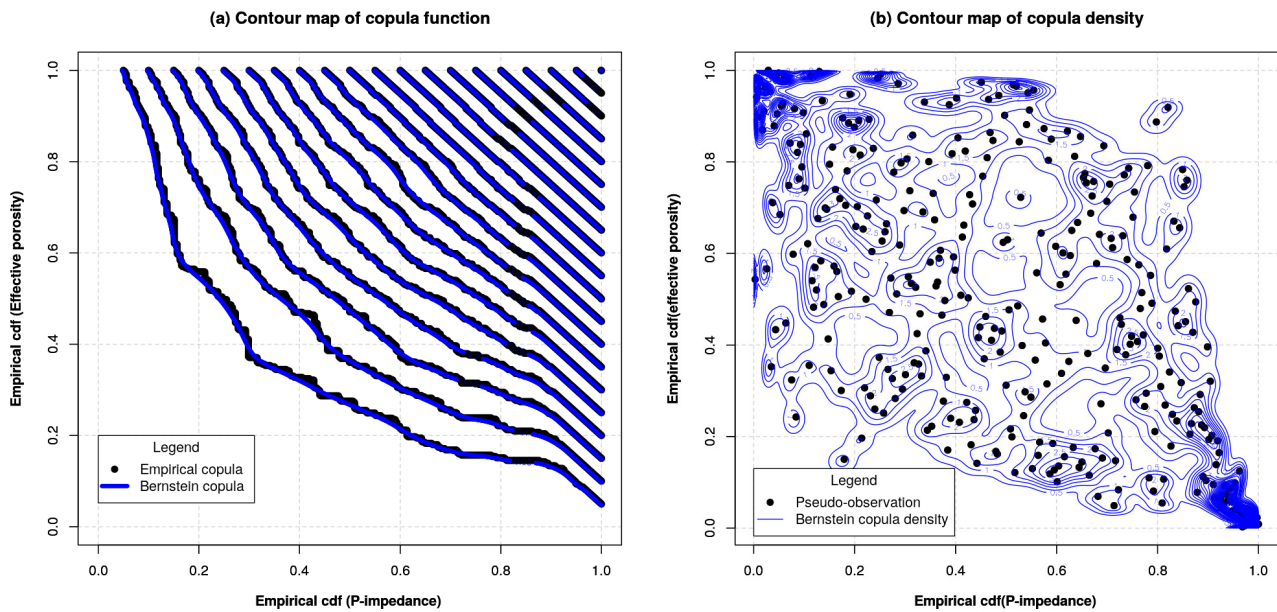 (a) Contour map of copula function
Empirical cdf (Effective porosity)
1.0
0.8
0.6
0.4
0.2
0.0
Legend
Empirical copula
Bernstein copula
0.0 0.2 0.4 0.6 0.8 1.0
Empirical cdf (P-impedance)
(b) Contour map of copula density
Empirical cdf(effective porosity)
1.0
0.8
0.6
0.4
0.2
0.0
Legend
Pseudo-observation
Bernstein copula density
0.0 0.2 0.4 0.6 0.8 1.0
Empirical cdf(P-impedance)